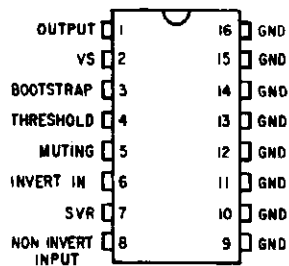 OUTPUT 1 16 GND
VS 2 15 GND
BOOTSTRAP 3 14 GND
THRESHOLD 4 13 GND
MUTING 5 12 GND
INVERT IN 6 11 GND
SVR 7 10 GND
NON INVERT 8 9 GND
INPUT